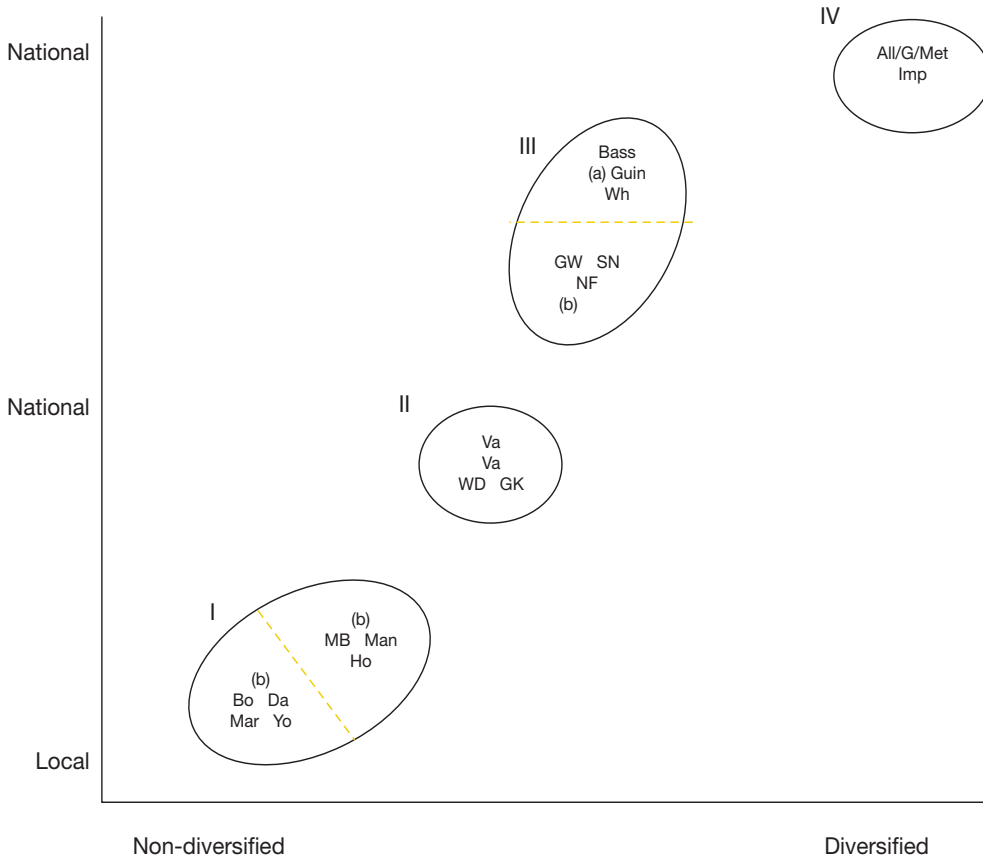 IV
National
All/G/Met
Imp
III
Bass
(a) Guin
Wh
GW SN
NF
(b)
National
II
Va
Va
WD GK
I
(b)
MB Man
Ho
(b)
Bo Da
Mar Yo
Local
Non-diversified
Diversified